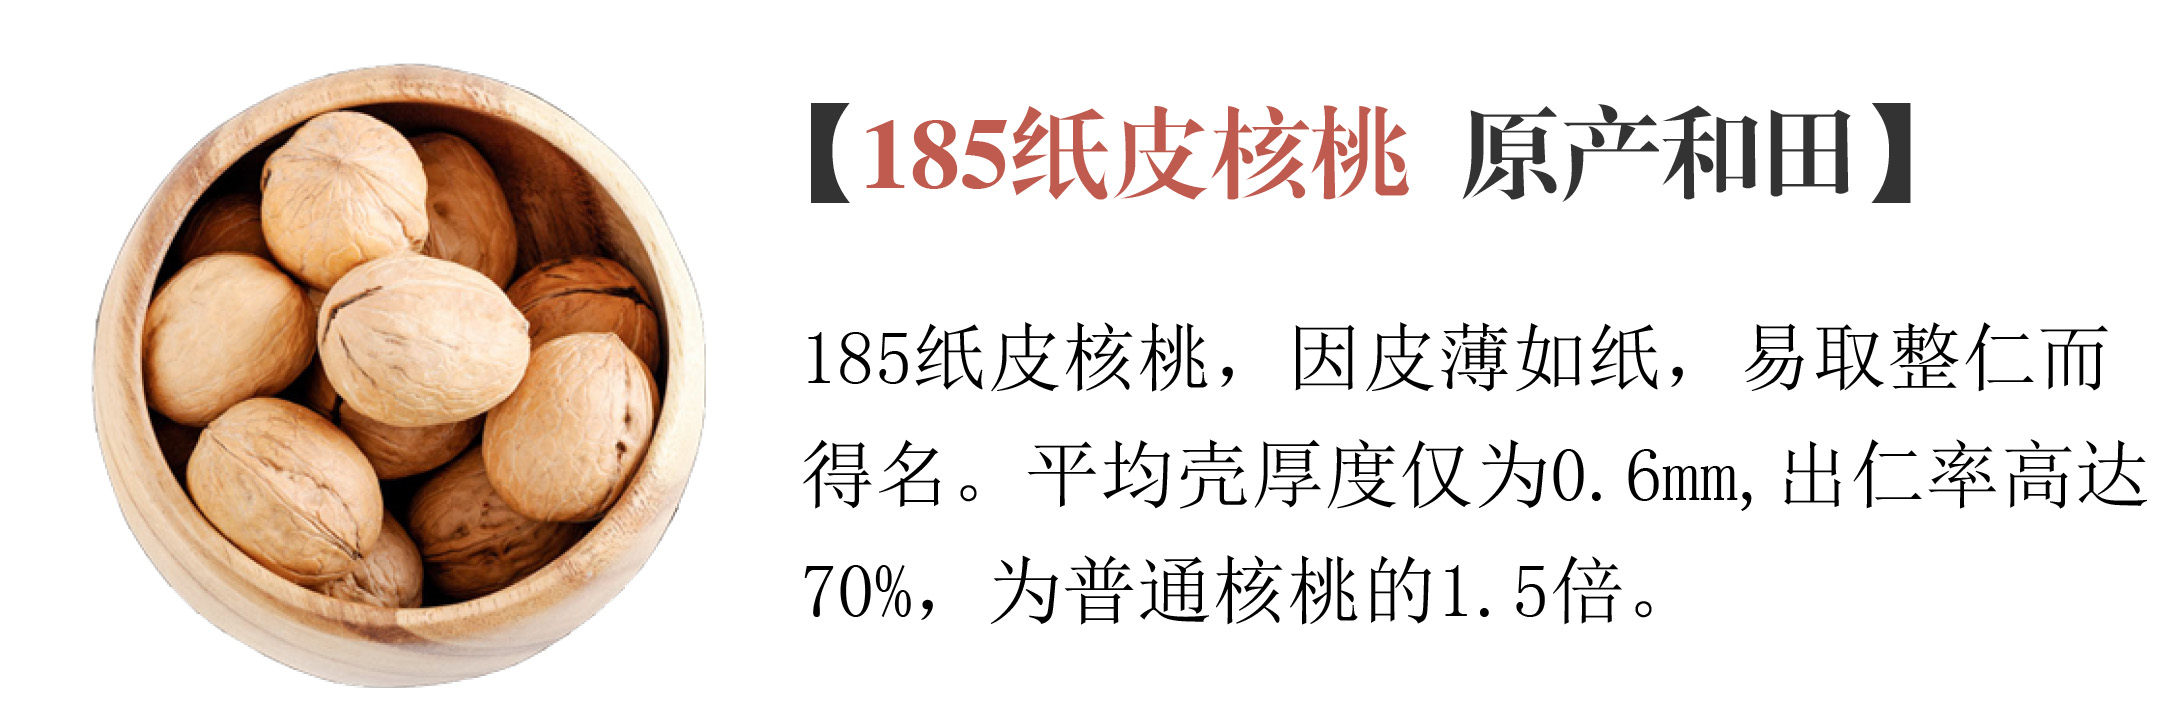 【185纸皮核桃 原产和田】
185纸皮核桃，因皮薄如纸，易取整仁而
得名。平均壳厚度仅为0.6mm,出仁率高达
70%，为普通核桃的1.5倍。